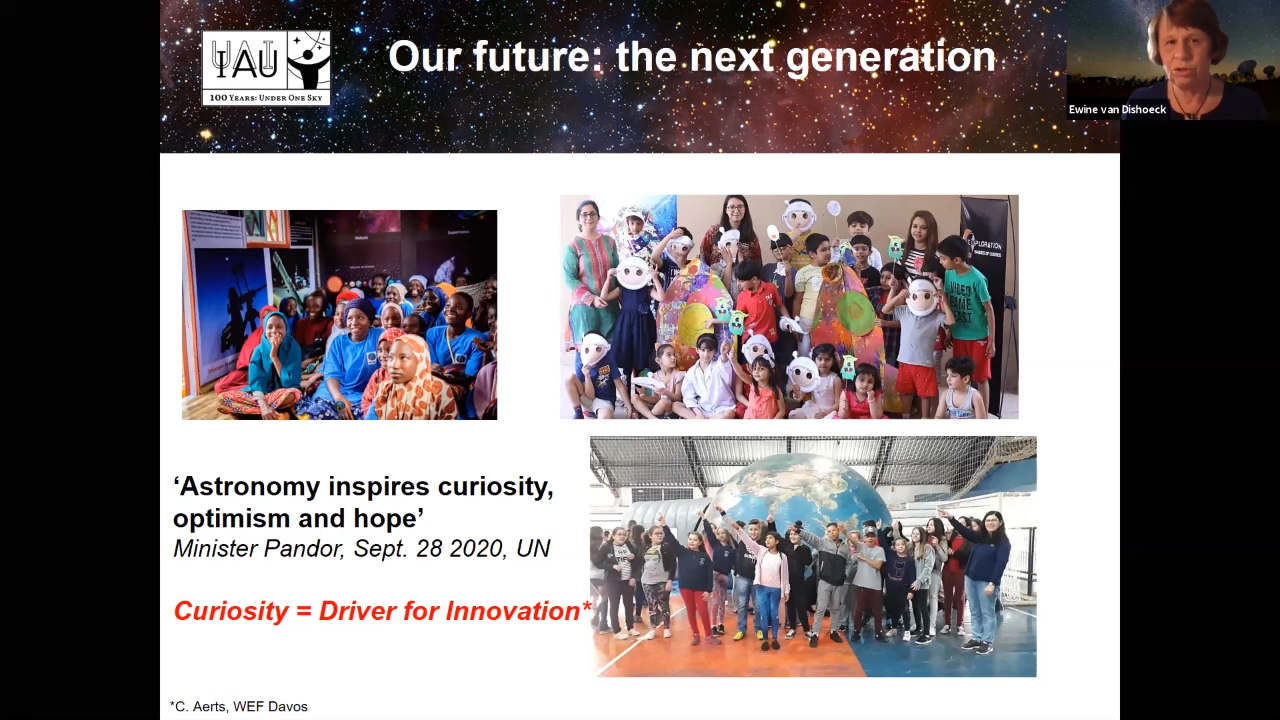 IAU
100 YEARS: UNDER ONE SKY
Our future: the next generation
Ewine van Dishoeck
EXPLORATION
‘Astronomy inspires curiosity,
optimism and hope’
Minister Pandor, Sept. 28 2020, UN
Curiosity = Driver for Innovation*
*C. Aerts, WEF Davos